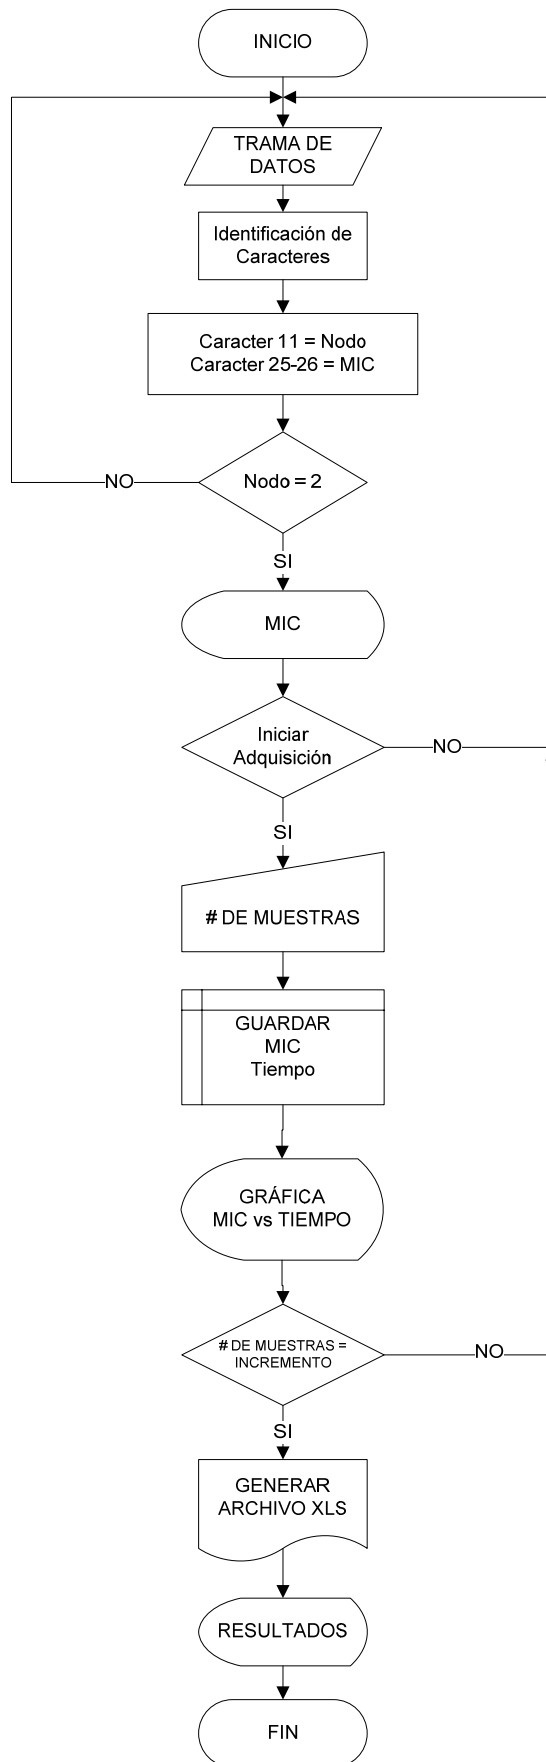 INICIO
TRAMA DE
DATOS
Identificación de
Caracteres
Caracter 11 = Nodo
Caracter 25-26 = MIC
Nodo = 2
NO
SI
MIC
Iniciar
Adquisición
NO
SI
# DE MUESTRAS
GUARDAR
MIC
Tiempo
GRÁFICA
MIC vs TIEMPO
# DE MUESTRAS =
INCREMENTO
NO
SI
GENERAR
ARCHIVO XLS
RESULTADOS
FIN